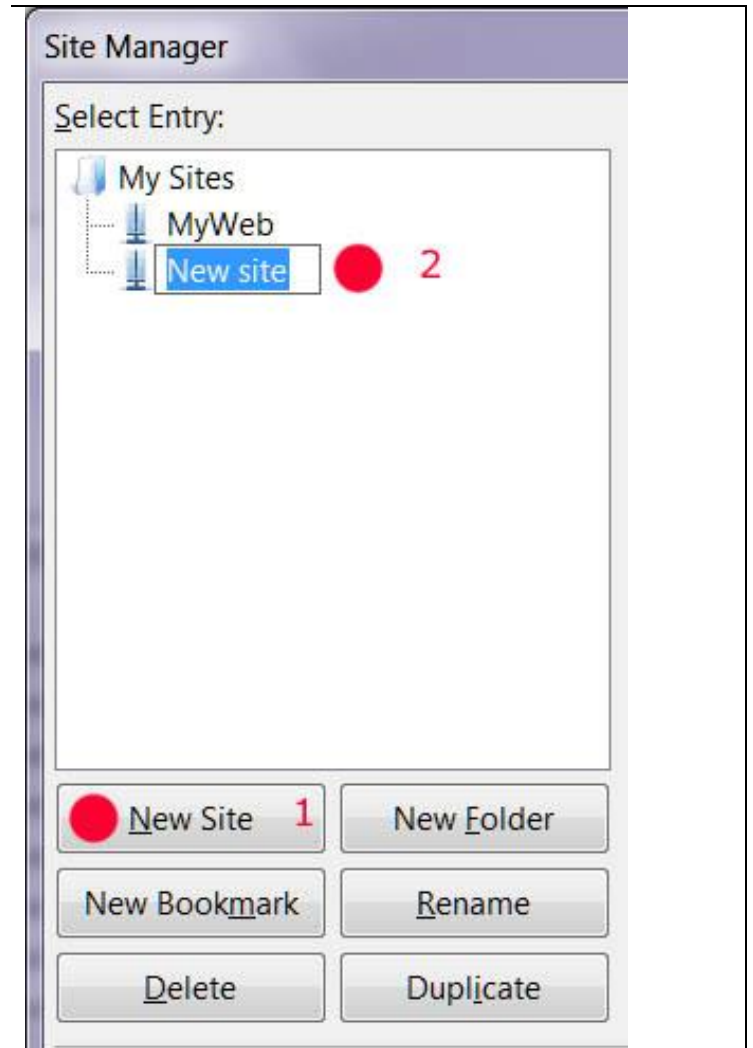 Site Manager
Select Entry:
My Sites
MyWeb
New site 2
New Site 1 New Folder
New Bookmark Rename
Delete Duplicate